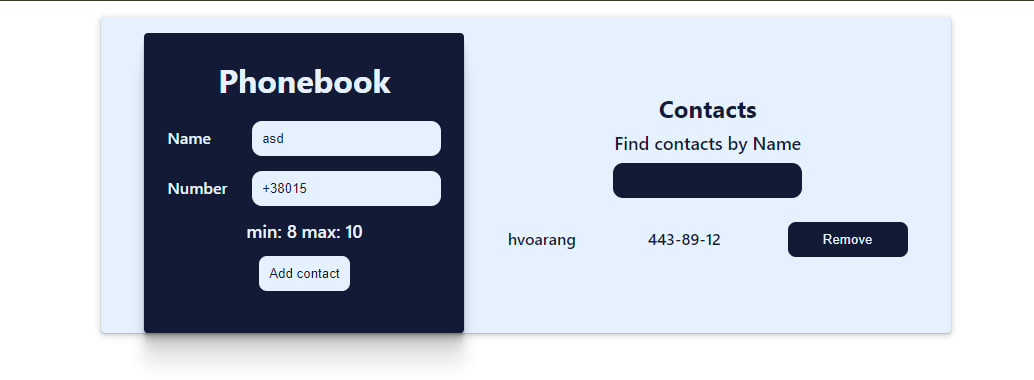 Phonebook
Name
asd
Number
+38015
min: 8 max: 10
Add contact
Contacts
Find contacts by Name
hvoarang 443-89-12 Remove